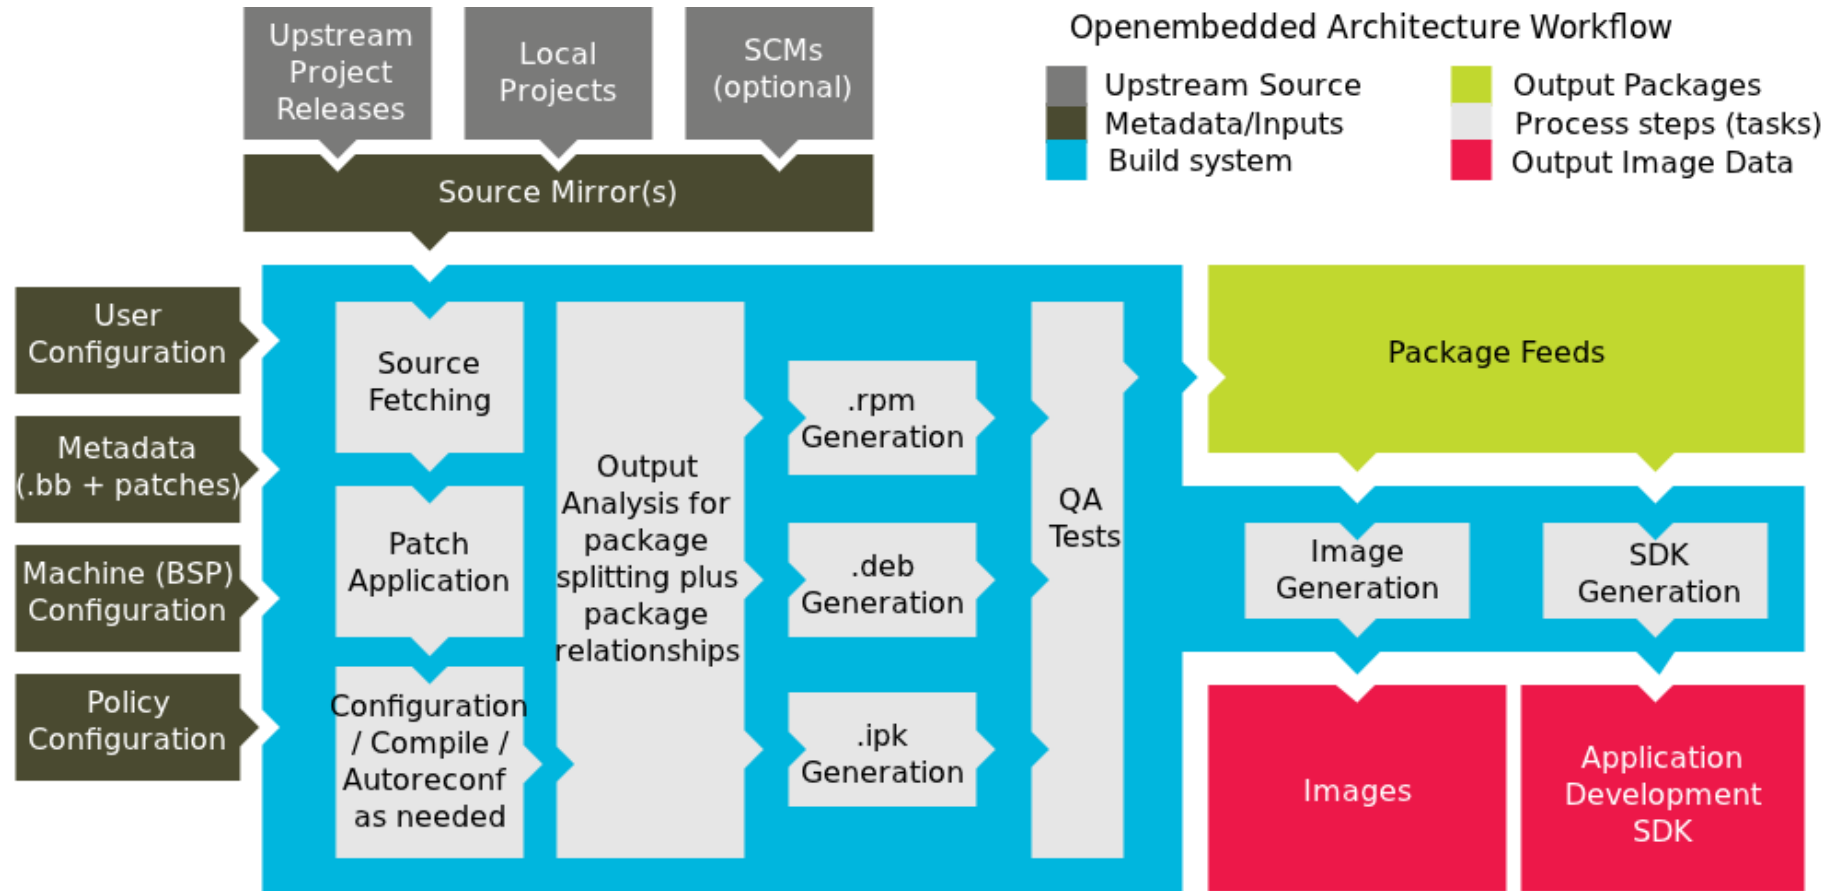 Upstream
Project
Releases
Local
Projects
SCMs
(optional)
Openembedded Architecture Workflow
Upstream Source
Metadata/Inputs
Build system
Output Packages
Process steps (tasks)
Output Image Data
Source Mirror(s)
User
Configuration
Metadata
(.bb + patches)
Machine (BSP)
Configuration
Policy
Configuration
Source
Fetching
Patch
Application
Configuration
/ Compile /
Autoreconf
as needed
Output
Analysis for
package
splitting plus
package
relationships
.rpm
Generation
.deb
Generation
.ipk
Generation
QA
Tests
Package Feeds
Image
Generation
SDK
Generation
Images
Application
Development
SDK